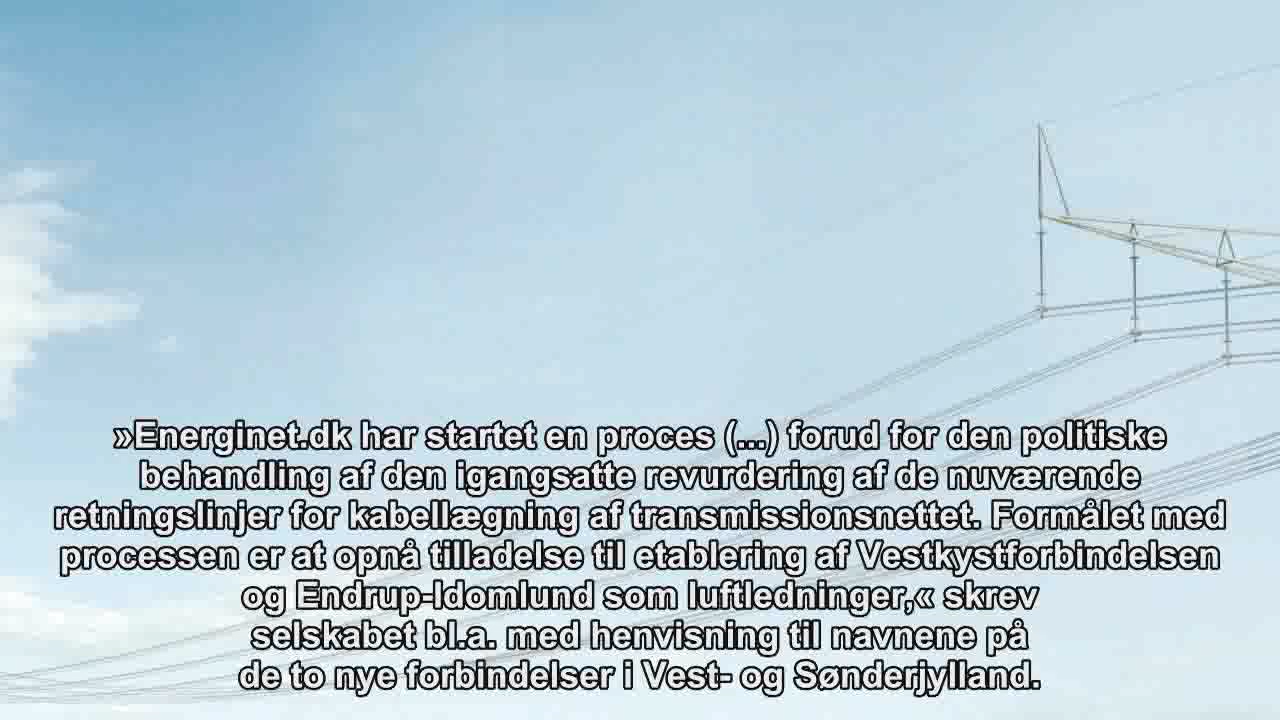 »Energinet.dk har startet en proces (...) forud for den politiske
behandling af den igangsatte revurdering af de nuværende
retningslinjer for kabellægning af transmissionsnettet. Formålet med
processen er at opnå tilladelse til etablering af Vestkystforbindelsen
og Endrup-Idomlund som luftledninger,« skrev
selskabet bl.a. med henvisning til navnene på
de to nye forbindelser i Vest- og Sønderjylland.